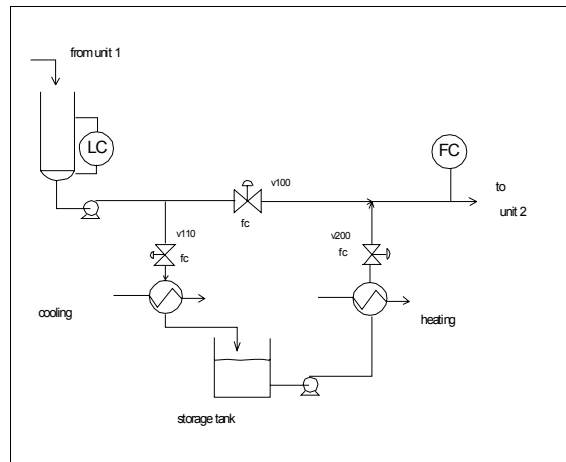 from unit 1
LC
FC
v100
to
unit 2
fc
v110
fc
v200
fc
cooling
heating
storage tank